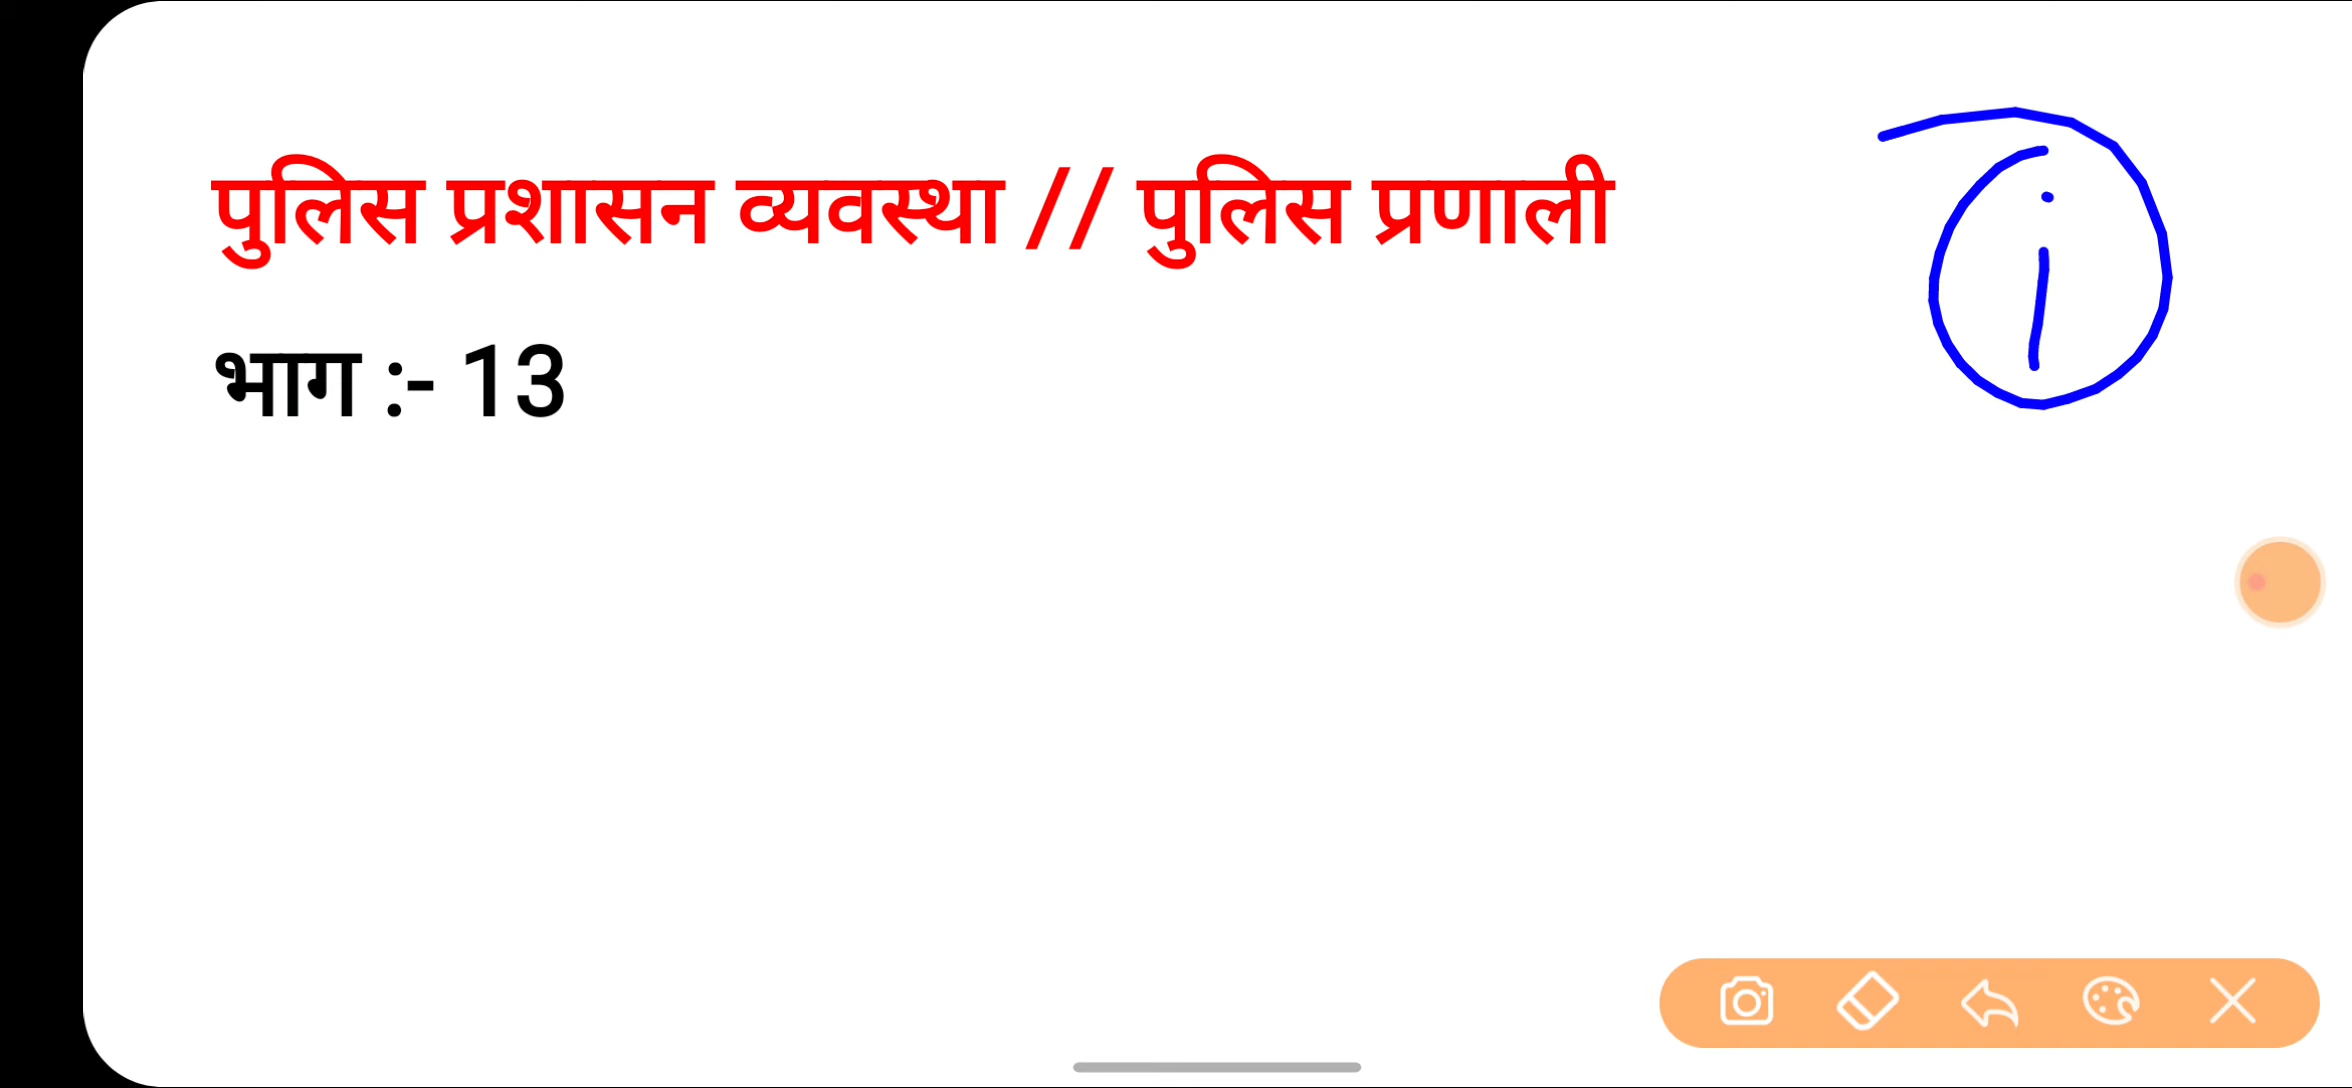 पुलिस प्रशासन व्यवस्था // पुलिस प्रणाली
i
भाग :- 13